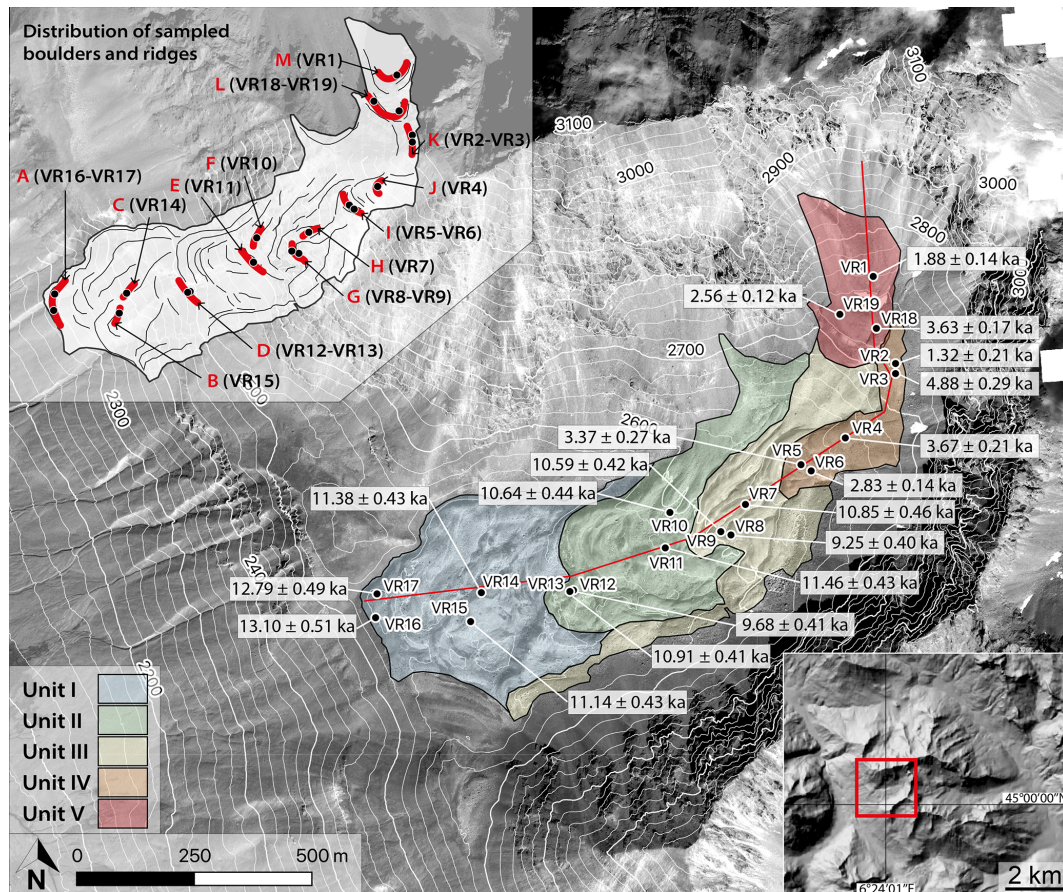 Distribution of sampled
boulders and ridges
M (VR1)
L (VR18-VR19)
K (VR2-VR3)
F (VR10)
A (VR16-VR17)
E (VR11)
C (VR14)
J (VR4)
I (VR5-VR6)
H (VR7)
G (VR8-VR9)
D (VR12-VR13)
B (VR15)
3100
3100
3000
2900
3000
2800
3000
2700
2600
2300
2400
2200
VR1
1.88 ± 0.14 ka
2.56 ± 0.12 ka
VR19
VR18
3.63 ± 0.17 ka
VR2
1.32 ± 0.21 ka
VR3
4.88 ± 0.29 ka
VR4
3.67 ± 0.21 ka
3.37 ± 0.27 ka
VR5
VR6
2.83 ± 0.14 ka
10.59 ± 0.42 ka
10.64 ± 0.44 ka
11.38 ± 0.43 ka
VR7
10.85 ± 0.46 ka
VR10
VR9
VR8
9.25 ± 0.40 ka
VR11
11.46 ± 0.43 ka
12.79 ± 0.49 ka
VR17
VR14
VR13
VR12
VR15
9.68 ± 0.41 ka
13.10 ± 0.51 ka
VR16
10.91 ± 0.41 ka
11.14 ± 0.43 ka
Unit I
Unit II
Unit III
Unit IV
Unit V
0
250
500 m
N
45°00'00"N
6°24'01"E
2 km